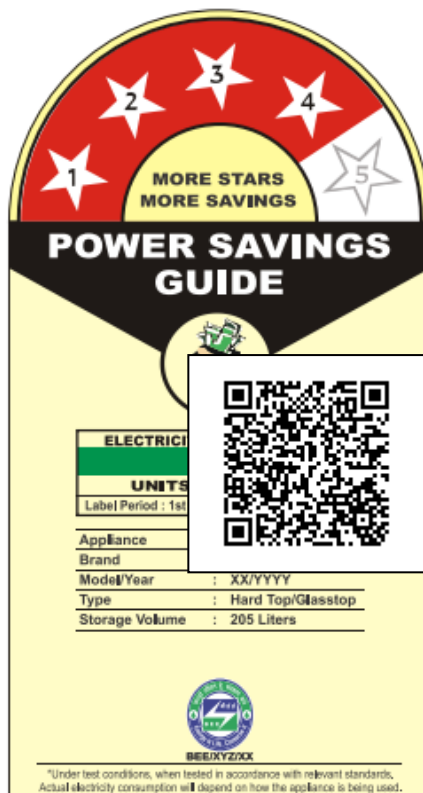 1
2
3
4
5
MORE STARS
MORE SAVINGS
POWER SAVINGS
GUIDE
UNITS
Label Period : 1st
Appliance
Brand
Model/Year : XX/YYYY
Type : Hard Top/Glasstop
Storage Volume : 205 Liters
BEE/XYZ/XX
*Under test conditions, when tested in accordance with relevant standards,
Actual electricity consumption will depend on how the appliance is being used.